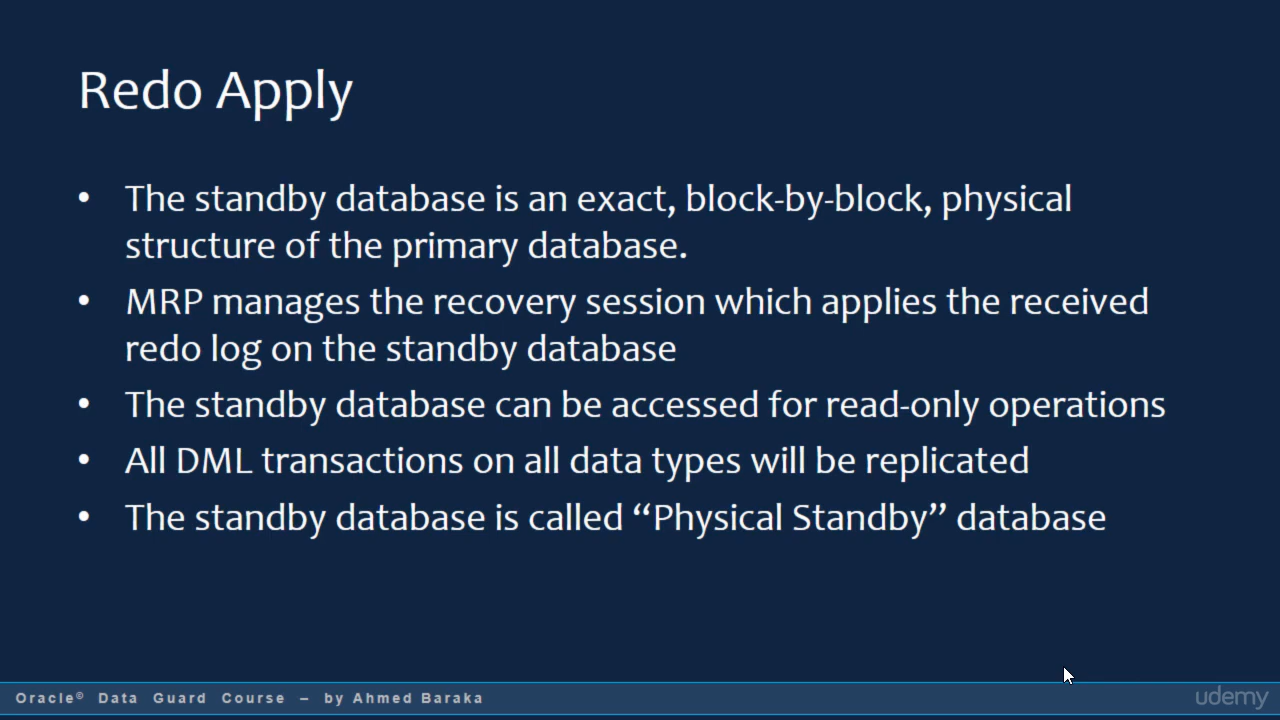 Redo Apply
• The standby database is an exact, block-by-block, physical
structure of the primary database.
• MRP manages the recovery session which applies the received
redo log on the standby database
• The standby database can be accessed for read-only operations
• All DML transactions on all data types will be replicated
• The standby database is called “Physical Standby” database
Oracle© Data Guard Course – by Ahmed Baraka
udemy